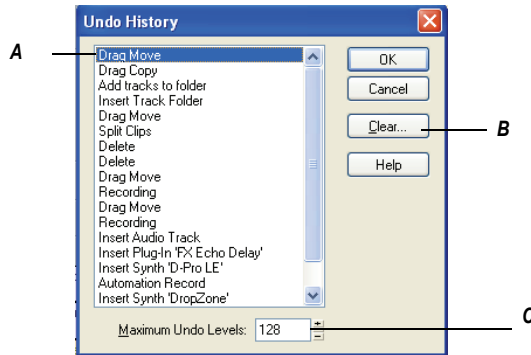 Undo History
A
Drag Move
Drag Copy
Add tracks to folder
Insert Track Folder
Drag Move
Split Clips
Delete
Delete
Drag Move
Recording
Drag Move
Recording
Insert Audio Track
Insert Plug-In 'FX Echo Delay'
Insert Synth 'D-Pro LE'
Automation Record
Insert Synth 'DropZone'
OK
Cancel
Clear...
B
Help
Maximum Undo Levels: 128
C